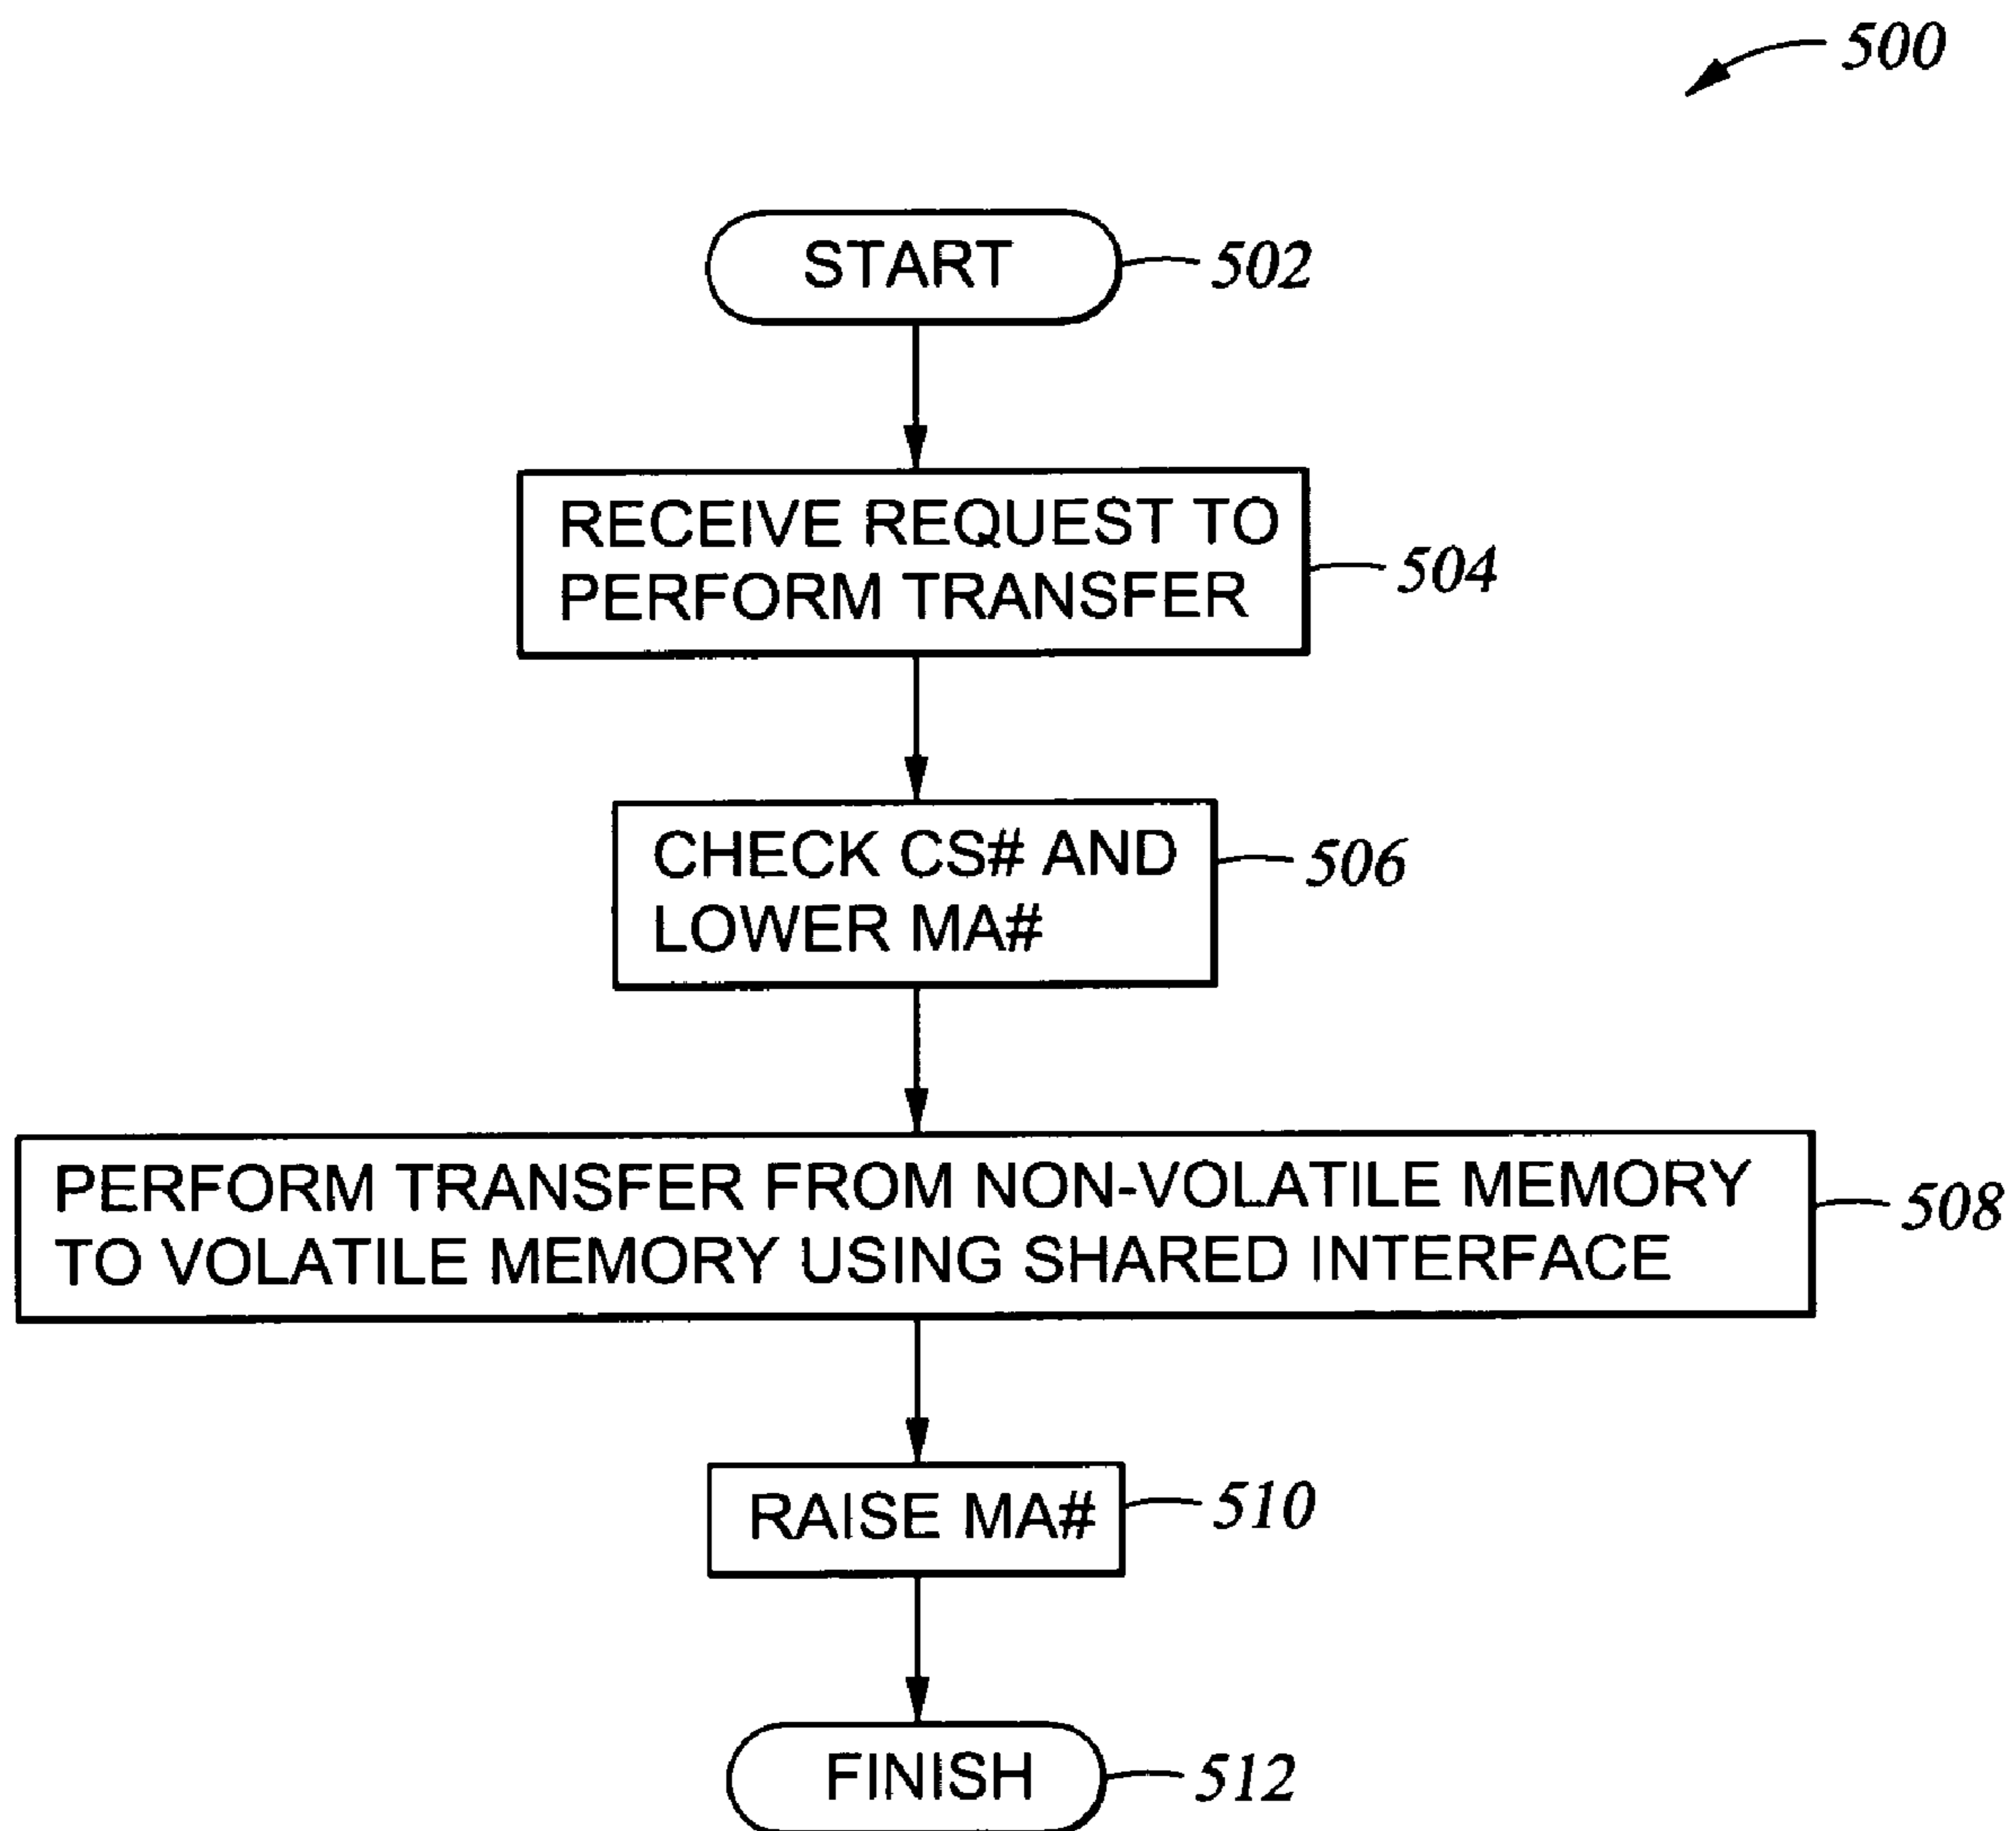 500
START
502
RECEIVE REQUEST TO
PERFORM TRANSFER
504
CHECK CS# AND
LOWER MA#
506
PERFORM TRANSFER FROM NON-VOLATILE MEMORY
TO VOLATILE MEMORY USING SHARED INTERFACE
508
RAISE MA#
510
FINISH
512